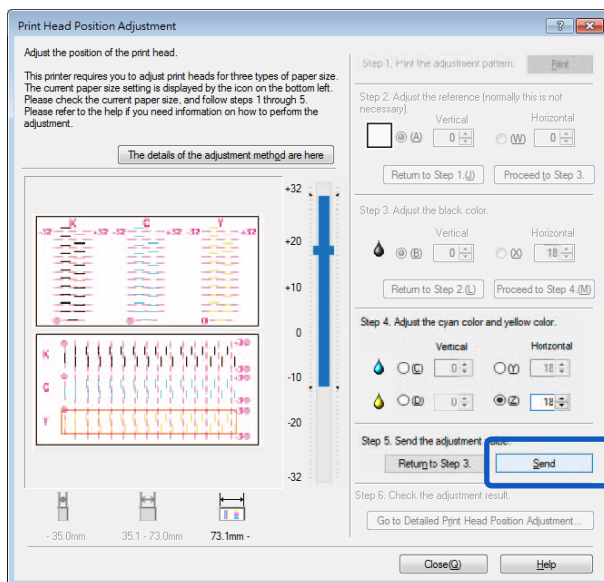 Print Head Position Adjustment
Adjust the position of the print head.
This printer requires you to adjust print heads for three types of paper size.
The current paper size setting is displayed by the icon on the bottom left.
Please check the current paper size, and follow steps 1 through 5.
Please refer to the help if you need information on how to perform the
adjustment.
The details of the adjustment method are here
+32
+20
+10
0
-10
-20
-32
K C Y
-32 +32 -32 +32 -32 +32
K
C
Y
-30
-30
-30
- 35.0mm
35.1 - 73.0mm
73.1mm -
Step 1. Print the adjustment pattern. Print
Step 2. Adjust the reference (normally this is not
necessary).
Vertical Horizontal
(A) 0 (W) 0
Return to Step 1.(J) Proceed to Step 3.
Step 3. Adjust the black color.
Vertical Horizontal
(B) 0 (X) 18
Return to Step 2.(L) Proceed to Step 4.(M)
Step 4. Adjust the cyan color and yellow color.
Vertical Horizontal
(C) 0 (Y) 18
(D) 0 (Z) 18
Step 5. Send the adjustment
Return to Step 3. Send
Step 6. Check the adjustment result.
Go to Detailed Print Head Position Adjustment...
Close(Q) Help